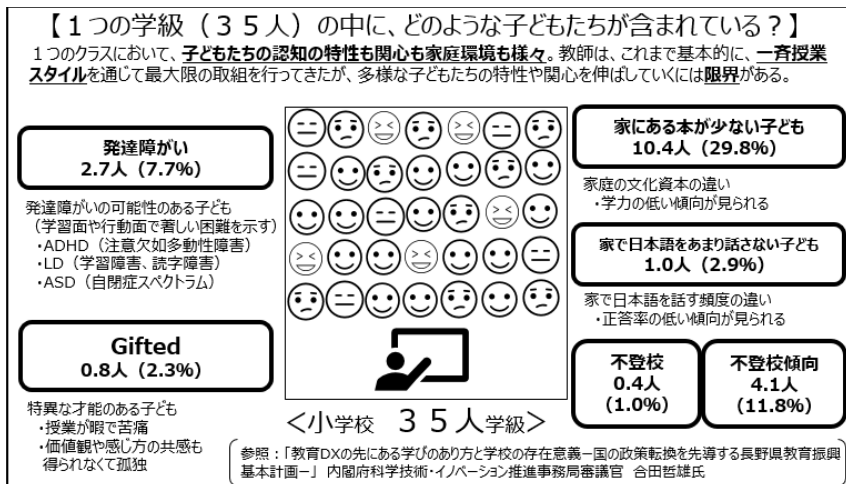 【１つの学級（３５人）の中に、どのような子どもたちが含まれている？】
１つのクラスにおいて、子どもたちの認知の特性も関心も家庭環境も様々。教師は、これまで基本的に、一斉授業
スタイルを通じて最大限の取組を行ってきたが、多様な子どもたちの特性や関心を伸ばしていくには限界がある。
発達障がい
2.7人（7.7％）
発達障がいの可能性のある子ども
（学習面や行動面で著しい困難を示す）
・ADHD（注意欠如多動性障害）
・LD（学習障害、読字障害）
・ASD（自閉症スペクトラム）
Gifted
0.8人（2.3％）
特異な才能のある子ども
・授業が暇で苦痛
・価値観や感じ方の共感も
得られなくて孤独
＜小学校　３５人学級＞
家にある本が少ない子ども
10.4人（29.8％）
家庭の文化資本の違い
・学力の低い傾向が見られる
家で日本語をあまり話さない子ども
1.0人（2.9％）
家で日本語を話す頻度の違い
・正答率の低い傾向が見られる
不登校
0.4人
（1.0％）
不登校傾向
4.1人
（11.8％）
参照：「教育DXの先にある学びのあり方と学校の存在意義－国の政策転換を先導する長野県教育振興
基本計画－」内閣府科学技術・イノベーション推進事務局審議官　合田哲雄氏